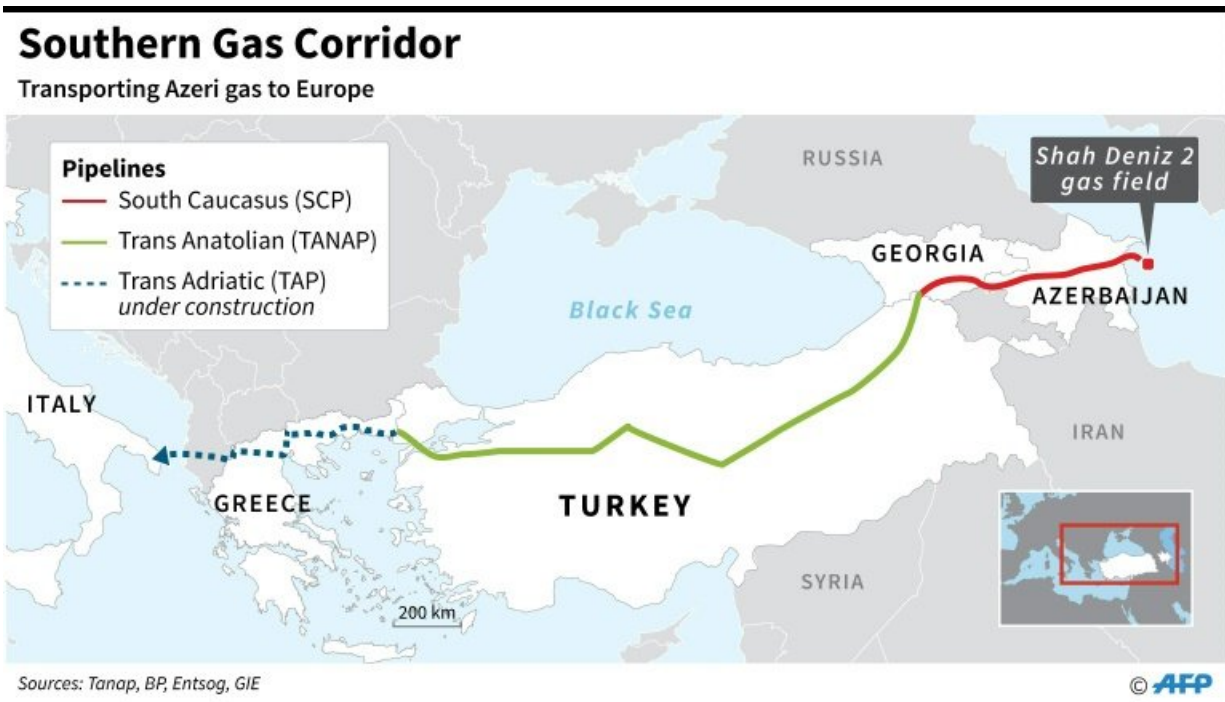 Southern Gas Corridor
Transporting Azeri gas to Europe
Pipelines
South Caucasus (SCP)
Trans Anatolian (TANAP)
Trans Adriatic (TAP)
under construction
RUSSIA
Shah Deniz 2
gas field
GEORGIA
AZERBAIJAN
Black Sea
ITALY
IRAN
GREECE
TURKEY
SYRIA
200 km
Sources: Tanap, BP, Entsog, GIE
© AFP